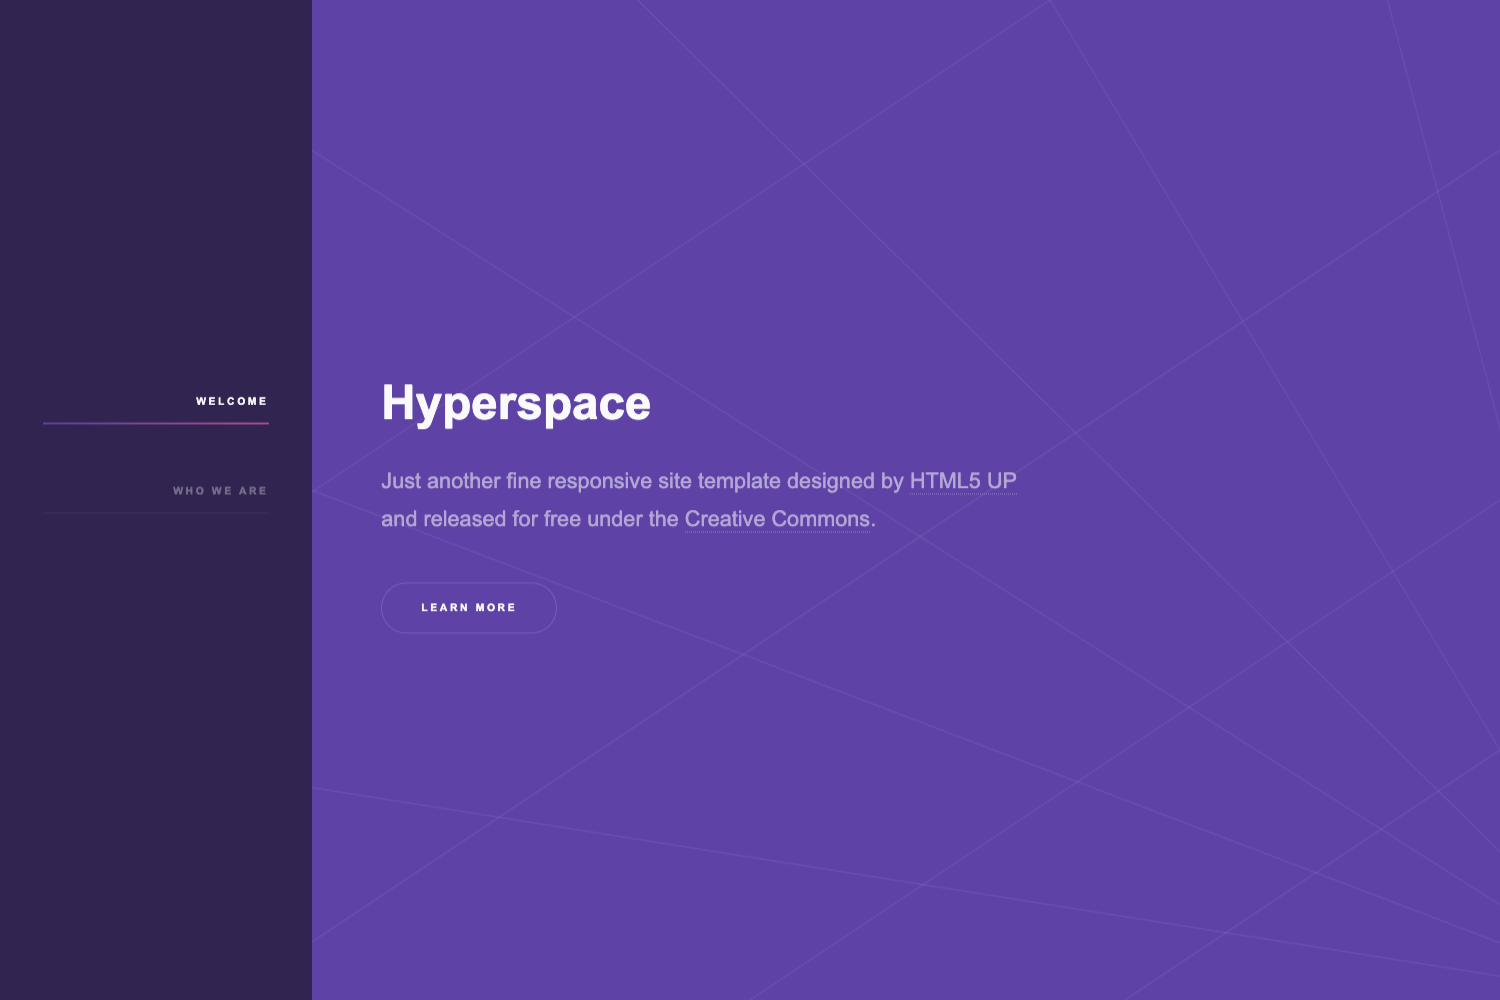 WELCOME
WHO WE ARE
Hyperspace
Just another fine responsive site template designed by HTML5 UP
and released for free under the Creative Commons.
LEARN MORE